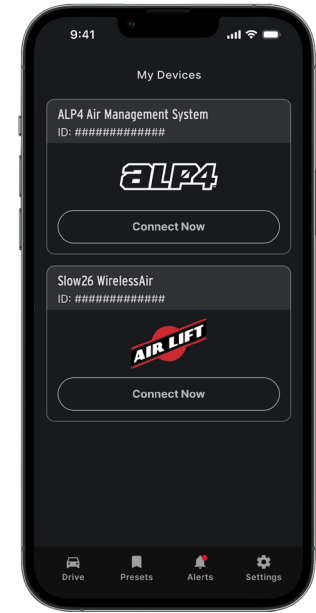 9:41
My Devices
ALP4 Air Management System
ID: #############
ALP4
Connect Now
Slow26 WirelessAir
ID: #############
AIR LIFT
Connect Now
Drive Presets Alerts Settings